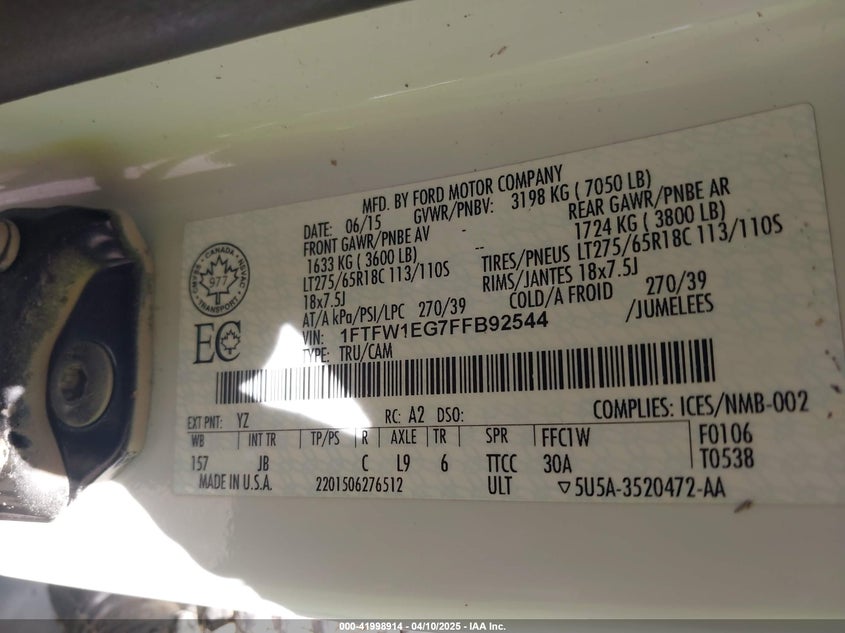 MFD. BY FORD MOTOR COMPANY
DATE: 06/15 GVWR/PNBV: 3198 KG ( 7050 LB)
FRONT GAWR/PNBE AV - REAR GAWR/PNBE AR
1633 KG ( 3600 LB) -- 1724 KG ( 3800 LB)
LT275/65R18C 113/110S TIRES/PNEUS LT275/65R18C 113/110S
18x7.5J RIMS/JANTES 18x7.5J
AT/A kPa/PSI/LPC 270/39 COLD/A FROID 270/39
VIN: 1FTFW1EG7FFB92544 /JUMELEES
TYPE: TRU/CAM
CANADA
977
TRANSPORT
EC
EXT PNT: YZ RC: A2 DSO: COMPLIES: ICES/NMB-002
WB INT TR TP/PS R AXLE TR SPR FFC1W F0106
157 JB C L9 6 TTCC 30A T0538
MADE IN U.S.A. 2201506276512 ULT ▽5U5A-3520472-AA
000-41998914 - 04/10/2025 - IAA Inc.